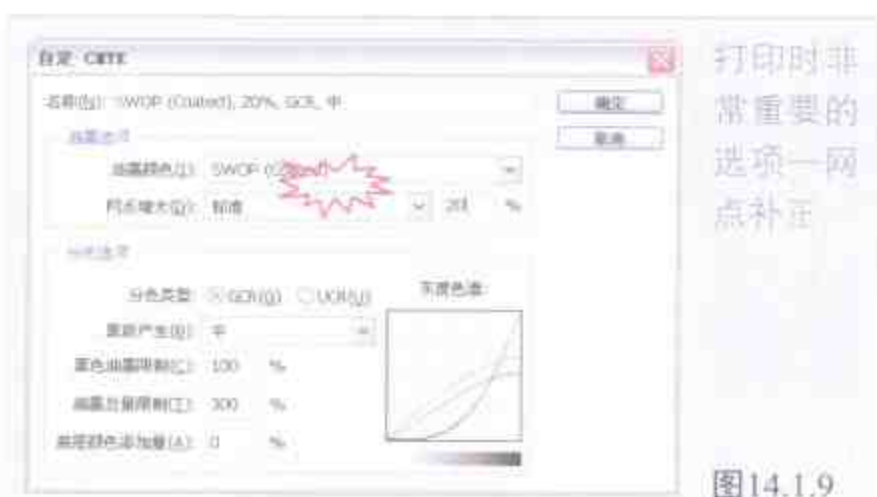 自定 CMYK
名称(N): SWOP (Coated), 20%, GCR, 中
确定
取消
油墨选项
油墨颜色(I): SWOP
网点增大(D): 标准 20 %
分色选项
分色类型: GCR(G) UCR(U)
灰度色谱:
黑版产生(B): 中
黑色油墨限制(L): 100 %
油墨总量限制(T): 300 %
底层颜色添加量(A): 0 %
打印时非
常重要的
选项—网
点补正
图14.1.9